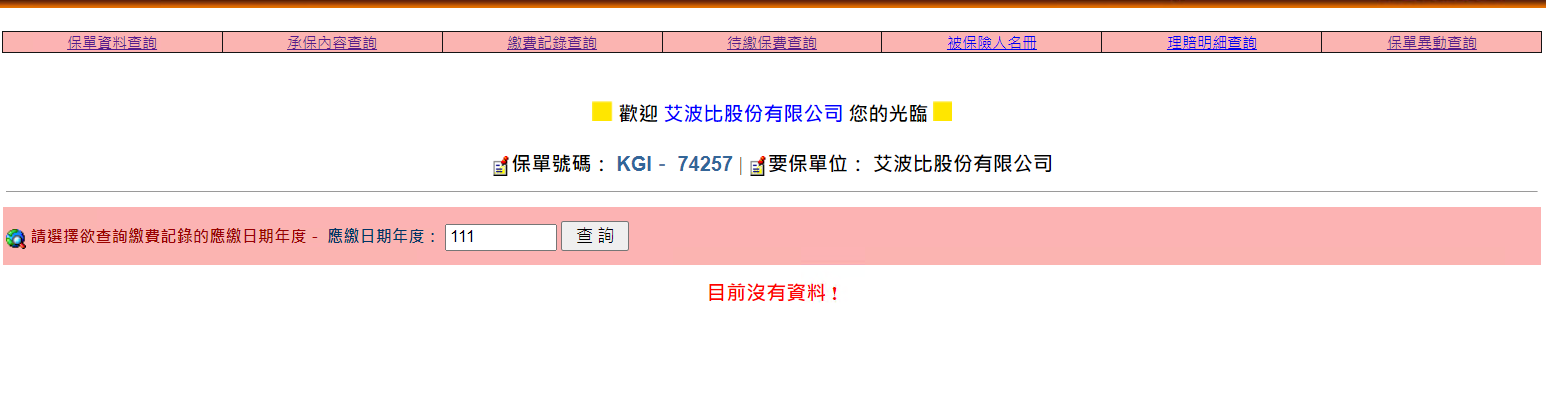 保單資料查詢 承保內容查詢 繳費記錄查詢 待繳保費查詢 被保險人名冊 理賠明細查詢 保單異動查詢
歡迎 艾波比股份有限公司 您的光臨
保單號碼： KGI - 74257 | 要保單位： 艾波比股份有限公司
請選擇欲查詢繳費記錄的應繳日期年度 - 應繳日期年度： 111 查 詢
目前沒有資料！